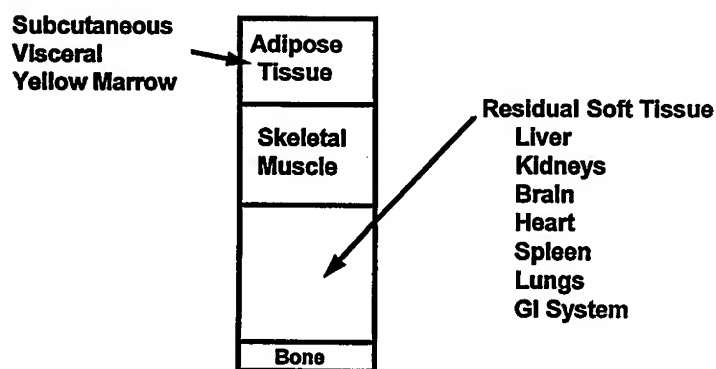 Subcutaneous
Visceral
Yellow Marrow
Adipose
Tissue
Skeletal
Muscle
Residual Soft Tissue
Liver
Kidneys
Brain
Heart
Spleen
Lungs
GI System
Bone